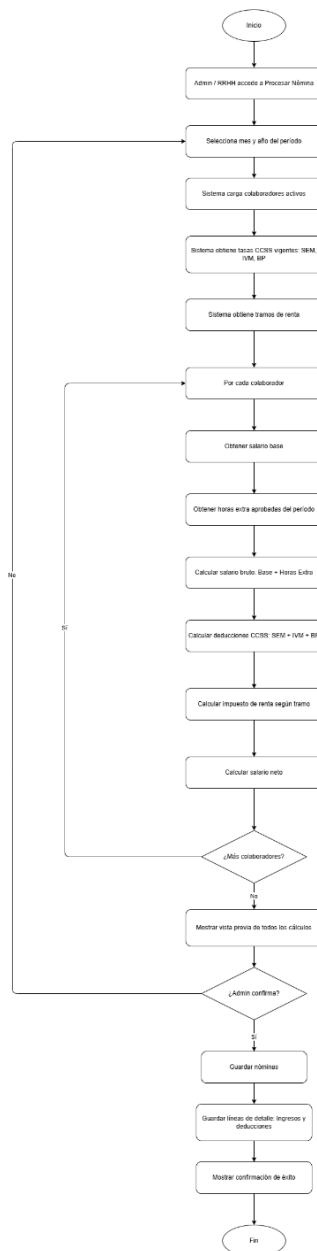 Inicio
Admin / RRHH accede a Procesar Nómina
Selecciona mes y año del período
Sistema carga colaboradores activos
Sistema obtiene tasas CCSS vigentes: SEM,
IVM, BP
Sistema obtiene tramos de renta
Por cada colaborador
Obtener salario base
Obtener horas extra aprobadas del período
Calcular salario bruto: Base + Horas Extra
No
Sí
Calcular deducciones CCSS: SEM + IVM + BP
Calcular impuesto de renta según tramo
Calcular salario neto
¿Más colaboradores?
No
Mostrar vista previa de todos los cálculos
¿Admin confirma?
Sí
Guardar nóminas
Guardar líneas de detalle: Ingresos y
deducciones
Mostrar confirmación de éxito
Fin